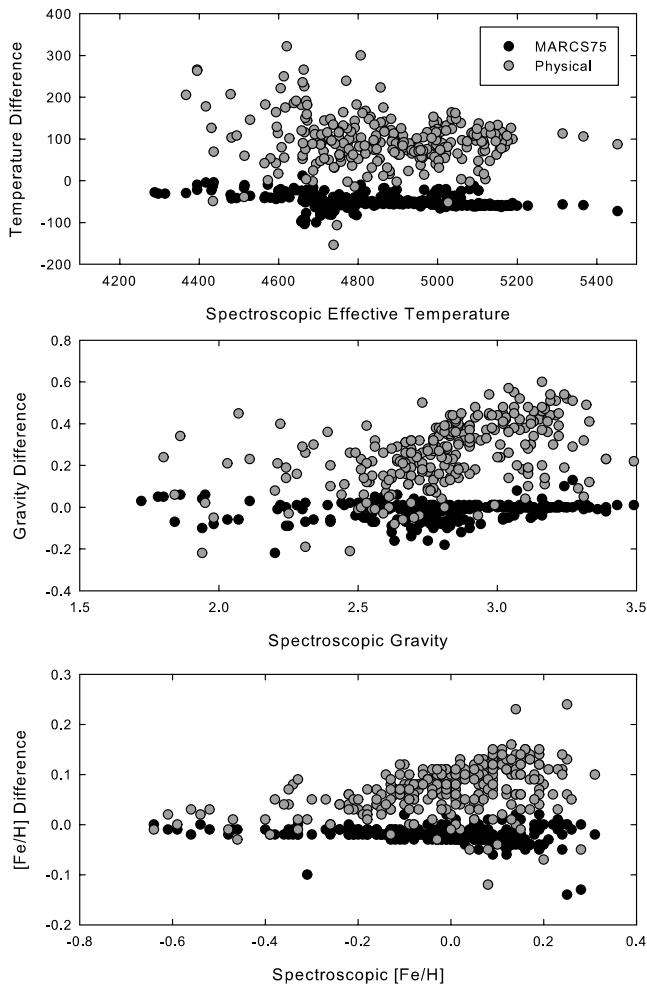 400
300
200
100
0
-100
-200
Temperature Difference
MARCS75
Physical
4200 4400 4600 4800 5000 5200 5400
Spectroscopic Effective Temperature
0.8
0.6
0.4
0.2
0.0
-0.2
-0.4
Gravity Difference
1.5 2.0 2.5 3.0 3.5
Spectroscopic Gravity
0.3
0.2
0.1
0.0
-0.1
-0.2
[Fe/H] Difference
-0.8 -0.6 -0.4 -0.2 0.0 0.2 0.4
Spectroscopic [Fe/H]